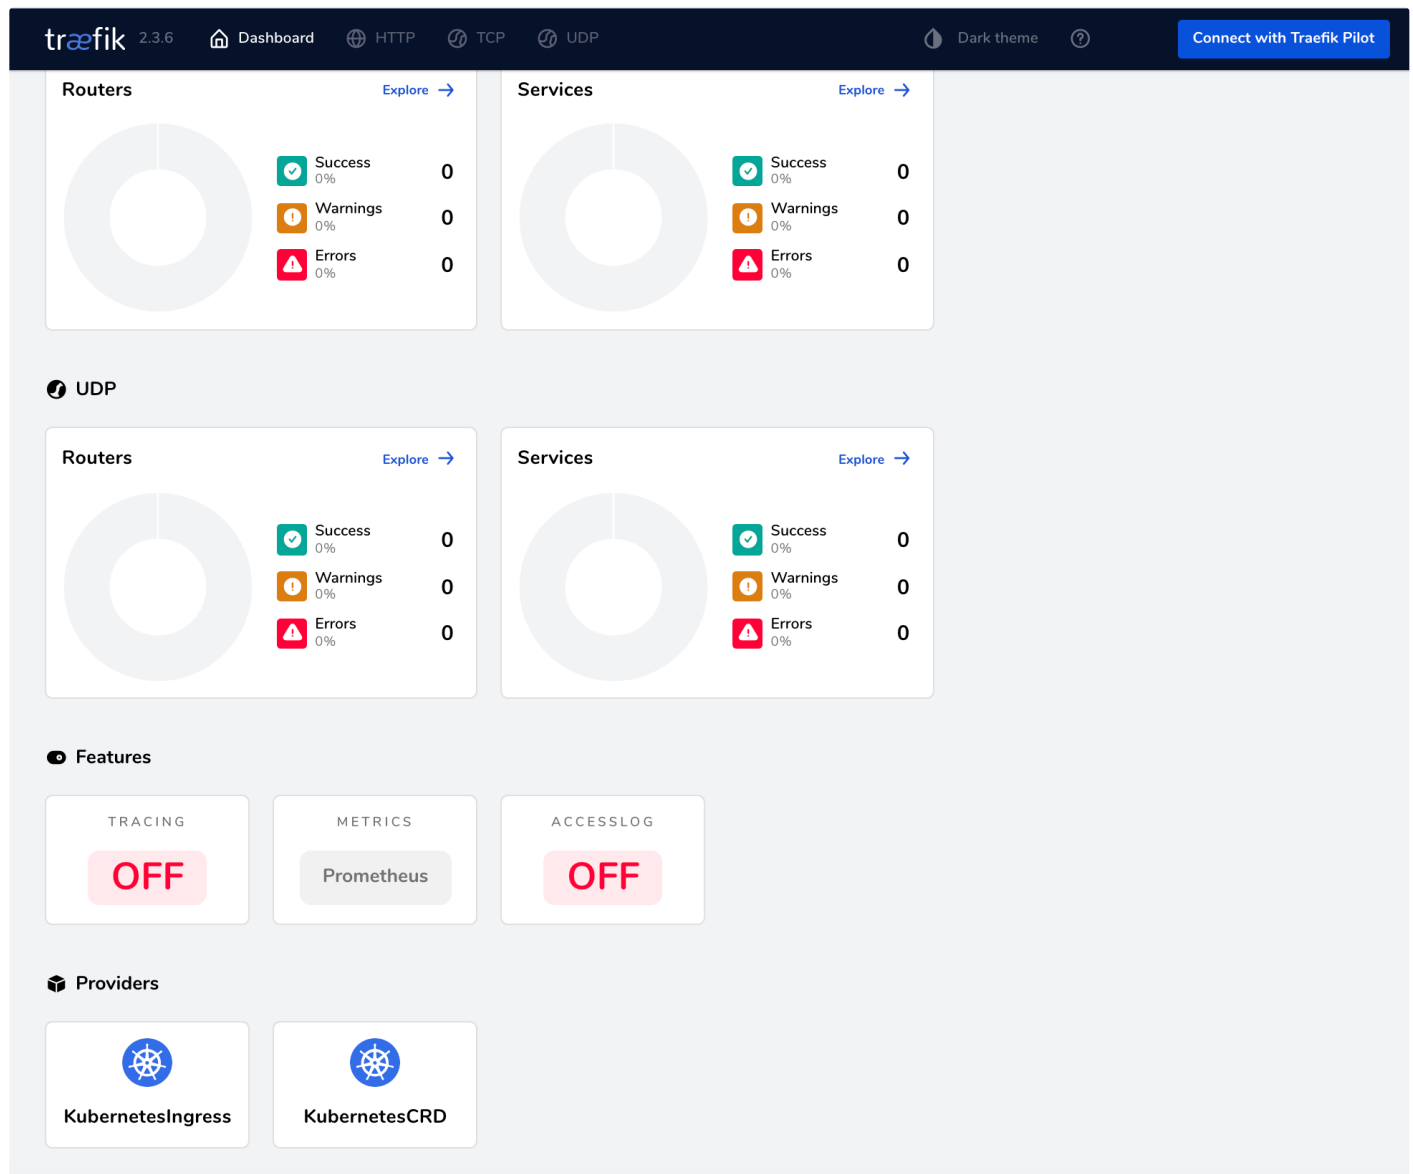 træfik 2.3.6 Dashboard HTTP TCP UDP Dark theme Connect with Traefik Pilot
Routers Explore
Success 0
0%
Warnings 0
0%
Errors 0
0%
Services Explore
Success 0
0%
Warnings 0
0%
Errors 0
0%
UDP
Routers Explore
Success 0
0%
Warnings 0
0%
Errors 0
0%
Services Explore
Success 0
0%
Warnings 0
0%
Errors 0
0%
Features
TRACING
OFF
METRICS
Prometheus
ACCESSLOG
OFF
Providers
KubernetesIngress
KubernetesCRD